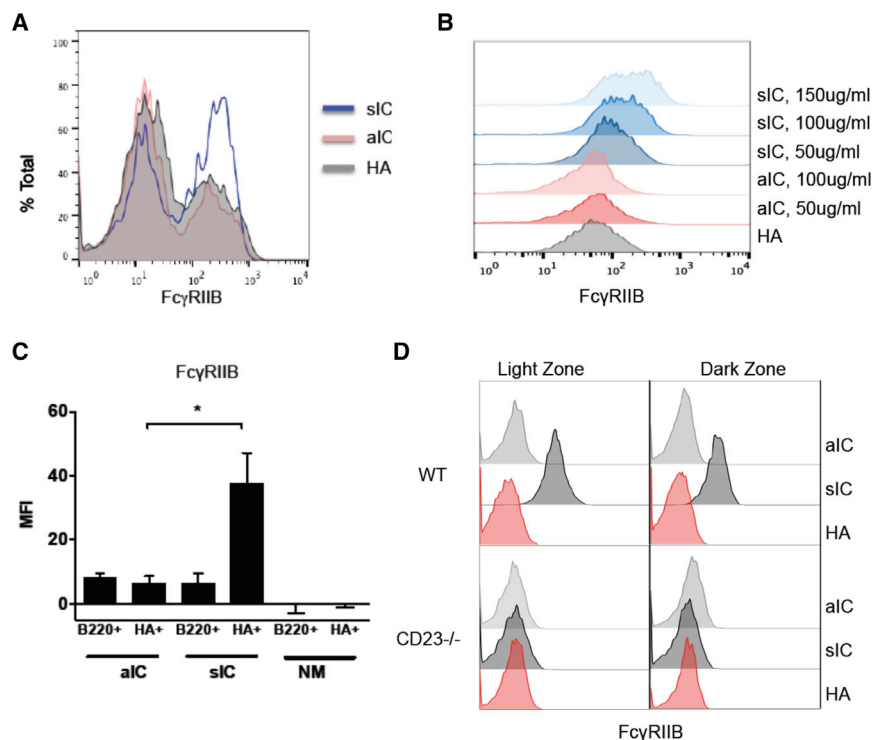 A
100
80
60
40
20
0
% Total
10^0 10^1 10^2 10^3 10^4
FcγRIIB
sIC
aIC
HA
B
sIC, 150ug/ml
sIC, 100ug/ml
sIC, 50ug/ml
aIC, 100ug/ml
aIC, 50ug/ml
HA
10^0 10^1 10^2 10^3 10^4
FcγRIIB
C
FcγRIIB
*
60
40
20
0
MFI
B220+ HA+ B220+ HA+ B220+ HA+
aIC sIC NM
D
Light Zone Dark Zone
WT
aIC
sIC
HA
CD23-/-
aIC
sIC
HA
FcγRIIB